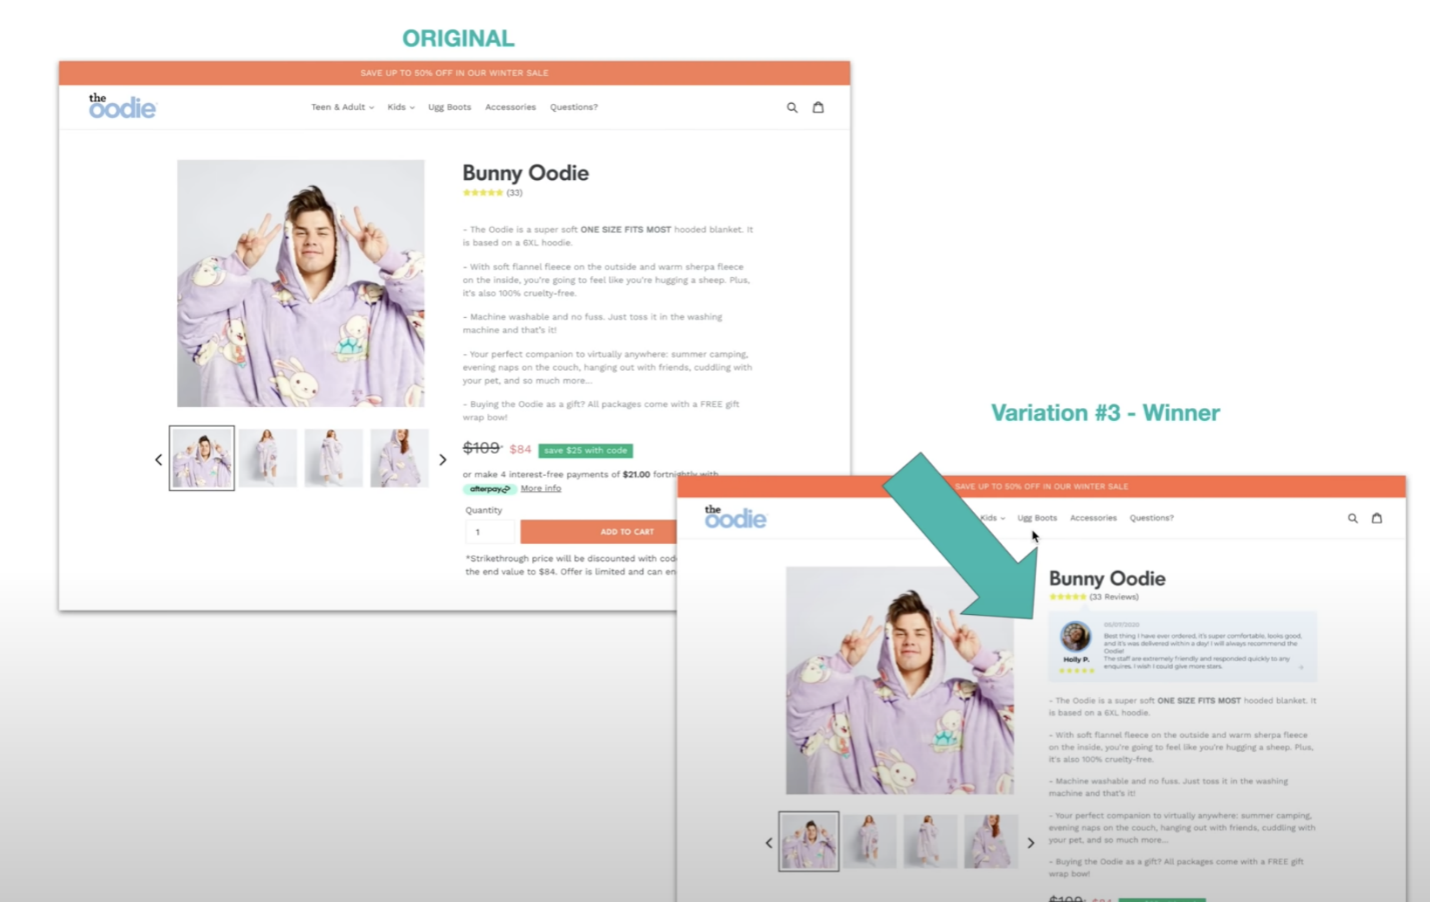 ORIGINAL
SAVE UP TO 50% OFF IN OUR WINTER SALE
the
oodie
Teen & Adult Kids Ugg Boots Accessories Questions?
Bunny Oodie
(33)
- The Oodie is a super soft ONE SIZE FITS MOST hooded blanket. It
is based on a 6XL hoodie.
- With soft flannel fleece on the outside and warm sherpa fleece
on the inside, you're going to feel like you're hugging a sheep. Plus,
it's also 100% cruelty-free.
- Machine washable and no fuss. Just toss it in the washing
machine and that's it!
- Your perfect companion to virtually anywhere: summer camping,
evening naps on the couch, hanging out with friends, cuddling with
your pet, and so much more...
- Buying the Oodie as a gift? All packages come with a FREE gift
wrap bow!
$109 $84 save $25 with code
or make 4 interest-free payments of $21.00 fortnightly with
afterpay More info
Quantity
1 ADD TO CART
*Strikethrough price will be discounted with cod
the end value to $84. Offer is limited and can en
Variation #3 - Winner
SAVE UP TO 50% OFF IN OUR WINTER SALE
the
oodie
Kids Ugg Boots Accessories Questions?
Bunny Oodie
(33 Reviews)
Best thing I have ever ordered, it's super comfortable, looks good,
and it's was delivered within a day! I will always recommend the
Oodie!
The staff are extremely friendly and responded quickly to any
enquires. I wish I could give more stars.
Holly P.
- The Oodie is a super soft ONE SIZE FITS MOST hooded blanket. It
is based on a 6XL, hoodie.
- With soft flannel fleece on the outside and warm sherpa fleece
on the inside, you're going to feel like you're hugging a sheep. Plus,
it's also 100% cruelty-free.
- Machine washable and no fuss. Just toss it in the washing
machine and that's it!
- Your perfect companion to virtually anywhere: summer camping,
evening naps on the couch, hanging out with friends, cuddling with
your pet, and so much more...
- Buying the Oodie as a gift? All packages come with a FREE gift
wrap bow!
$109 $84